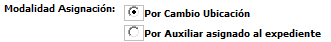 Modalidad Asignación: Por Cambio Ubicación
Por Auxiliar asignado al expediente